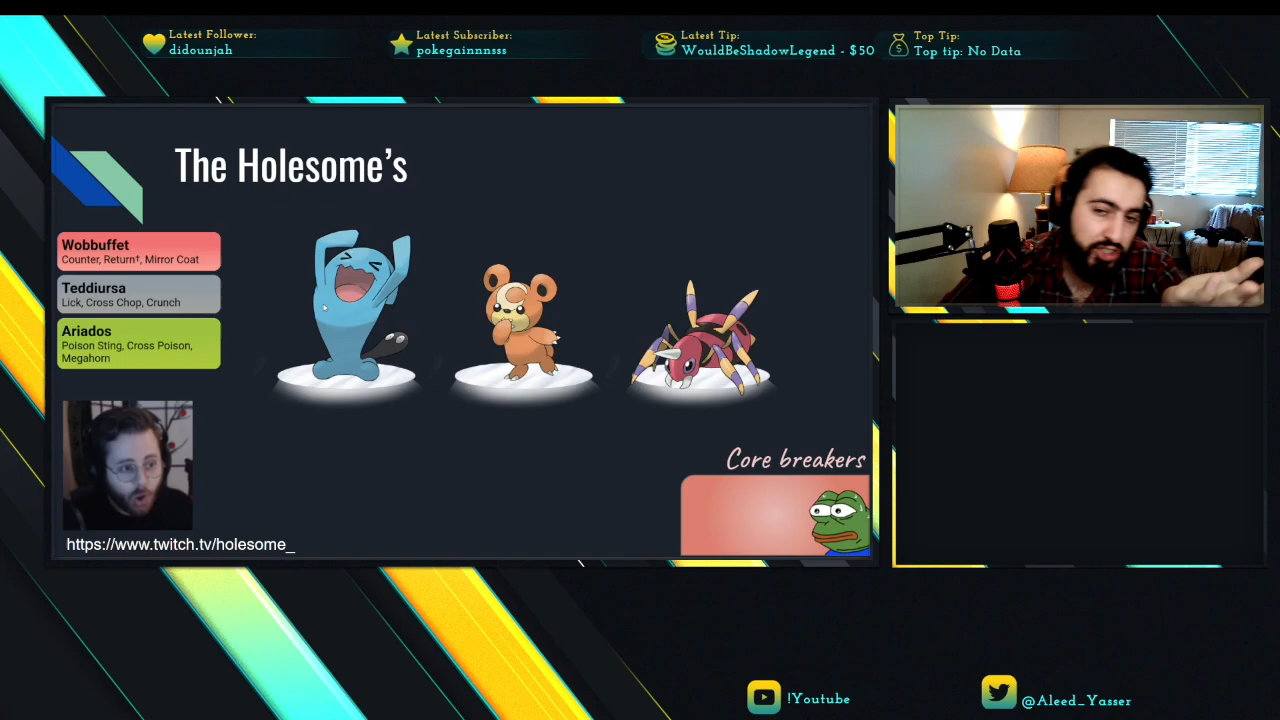 Latest Follower:
didounjah
Latest Subscriber:
pokegainnnsss
Latest Tip:
WouldBeShadowLegend - $50
Top Tip:
Top tip: No Data
The Holesome's
Wobbuffet
Counter, Return†, Mirror Coat
Teddiursa
Lick, Cross Chop, Crunch
Ariados
Poison Sting, Cross Poison,
Megahorn
Core breakers
https://www.twitch.tv/holesome_
!Youtube
@Aleed_Yasser